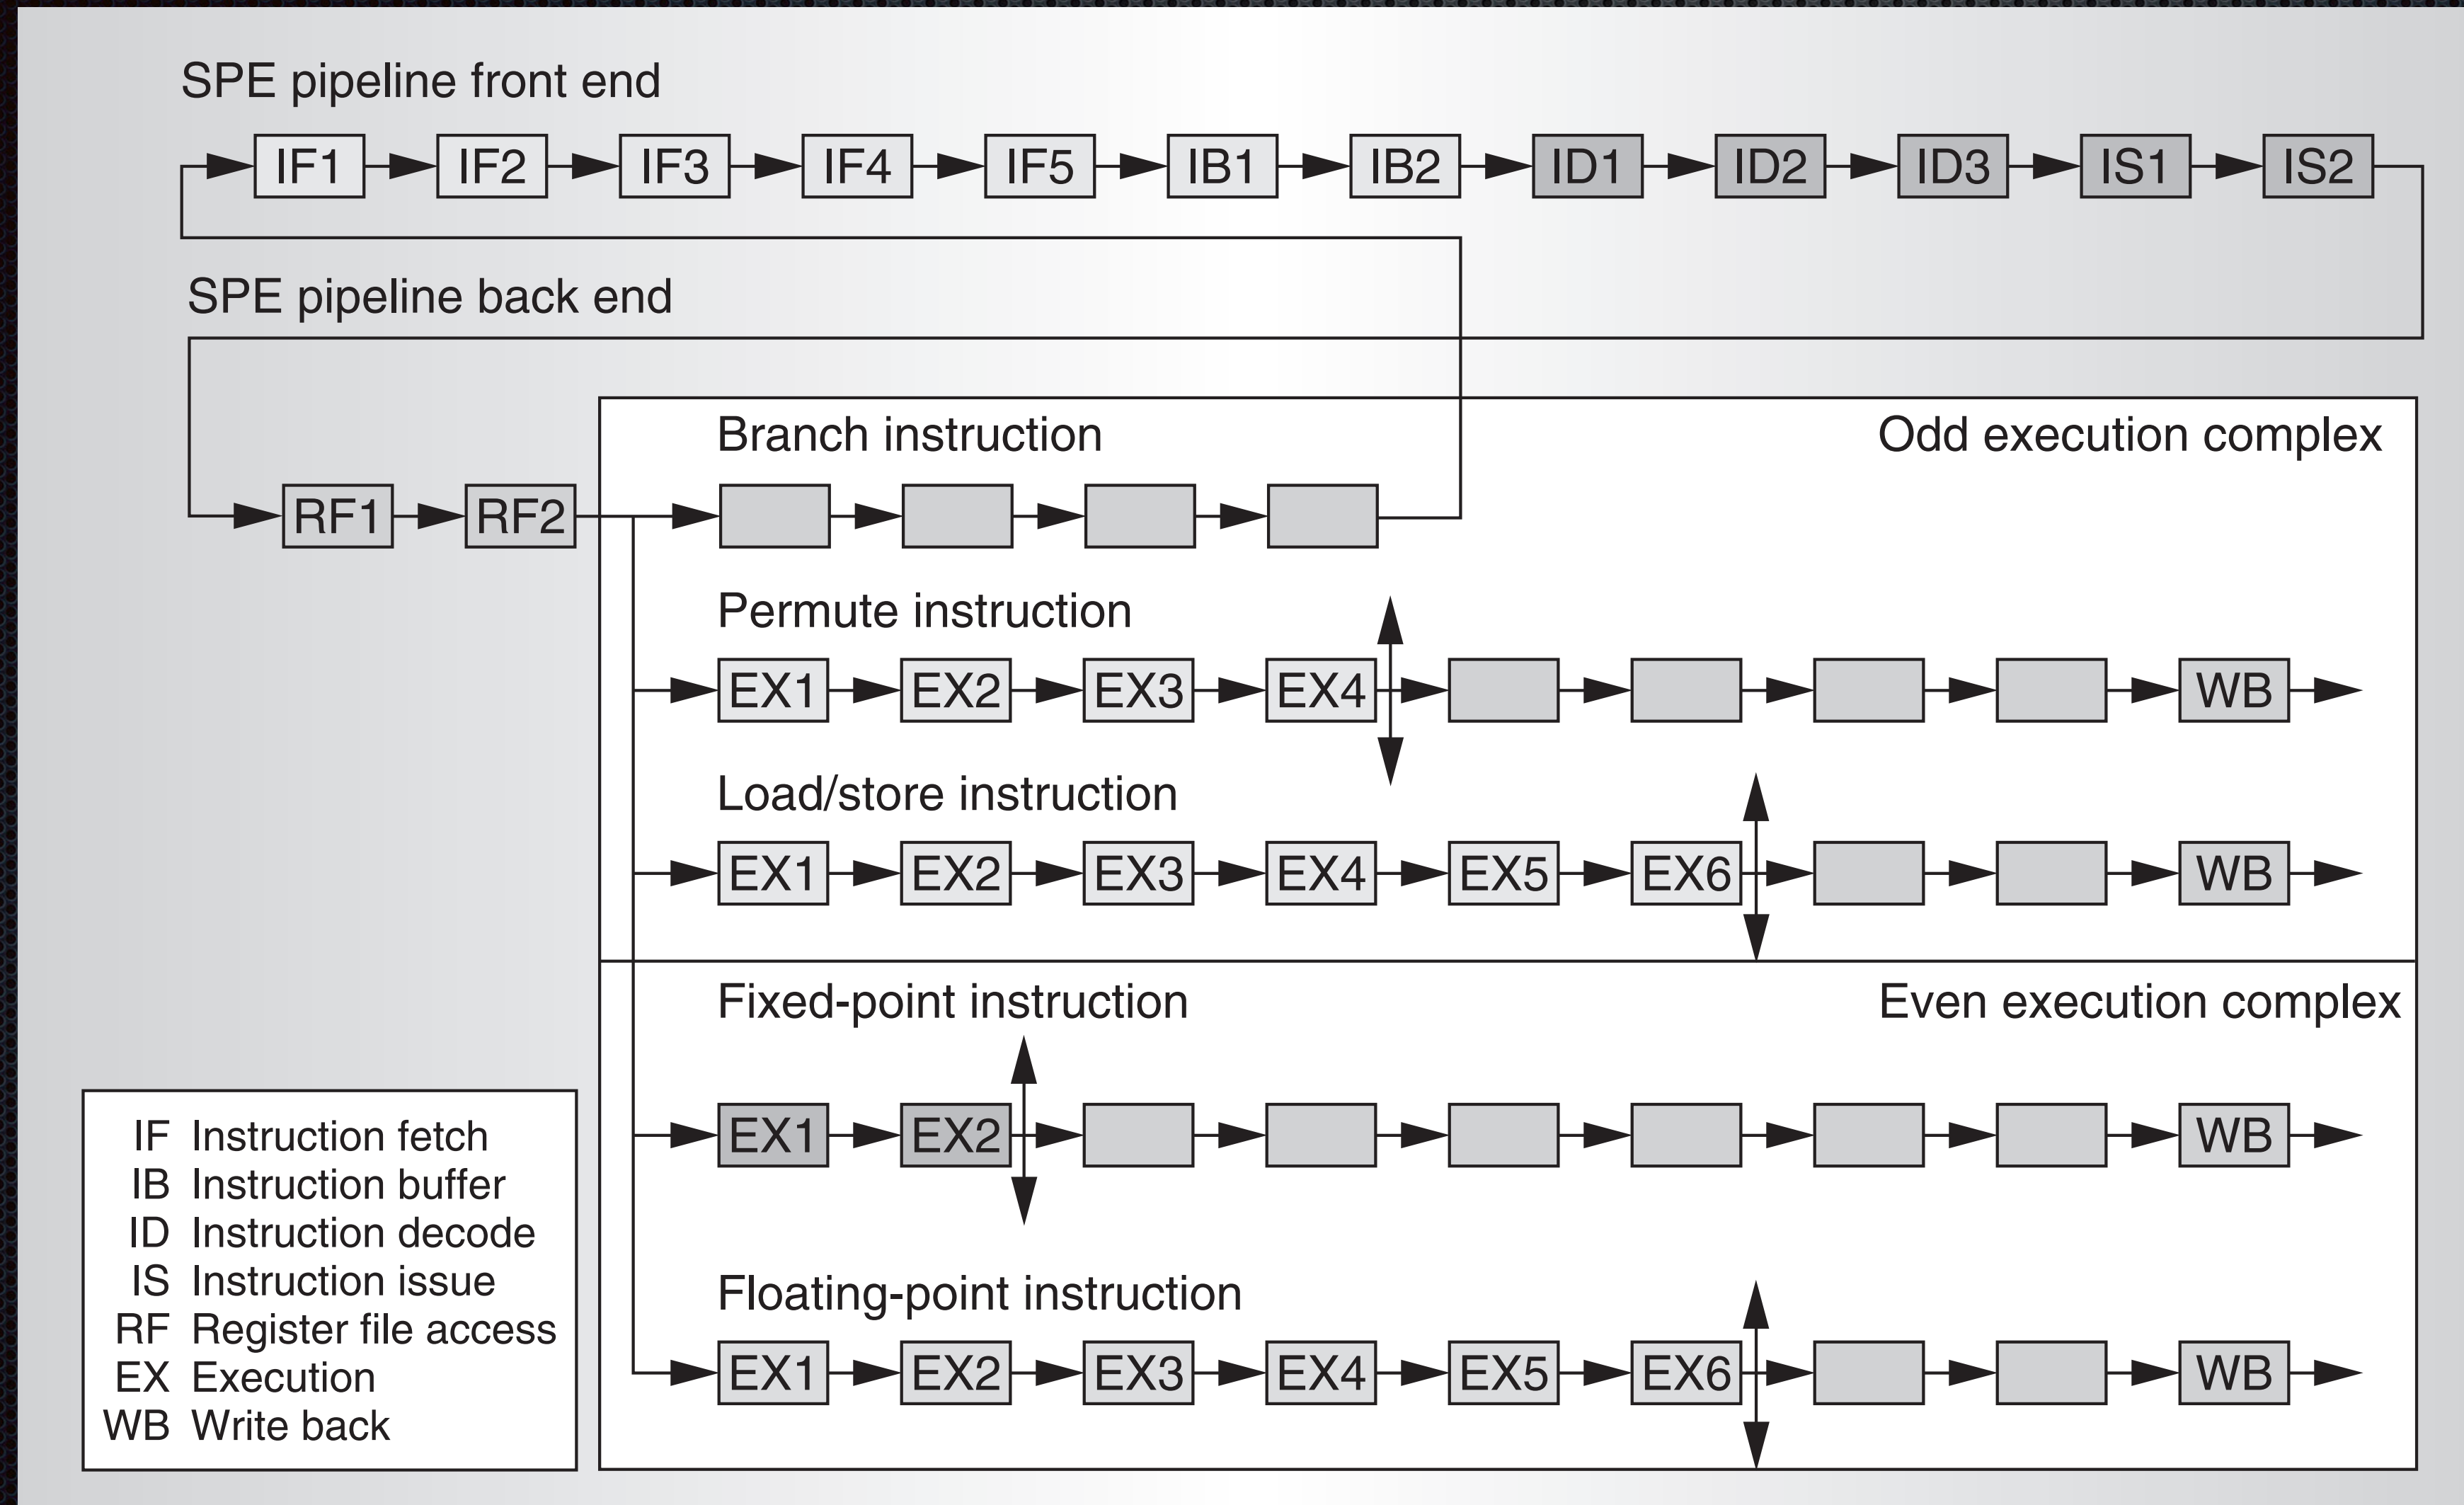 SPE pipeline front end
IF1 IF2 IF3 IF4 IF5 IB1 IB2 ID1 ID2 ID3 IS1 IS2
SPE pipeline back end
Branch instruction
Odd execution complex
RF1 RF2
Permute instruction
EX1 EX2 EX3 EX4 WB
Load/store instruction
EX1 EX2 EX3 EX4 EX5 EX6 WB
Fixed-point instruction
Even execution complex
EX1 EX2 WB
Floating-point instruction
EX1 EX2 EX3 EX4 EX5 EX6 WB
IF Instruction fetch
IB Instruction buffer
ID Instruction decode
IS Instruction issue
RF Register file access
EX Execution
WB Write back